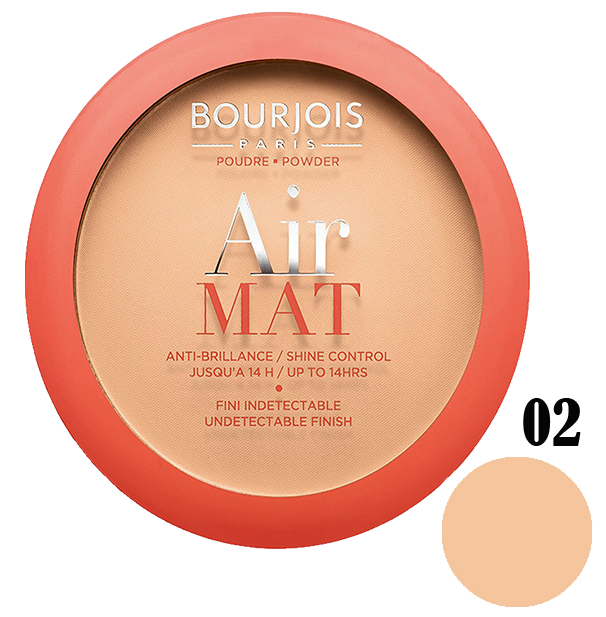 BOURJOIS
PARIS
POUDRE ▪ POWDER
Air
MAT
ANTI-BRILLANCE / SHINE CONTROL
JUSQU'A 14 H / UP TO 14HRS
•
FINI INDETECTABLE
UNDETECTABLE FINISH
02